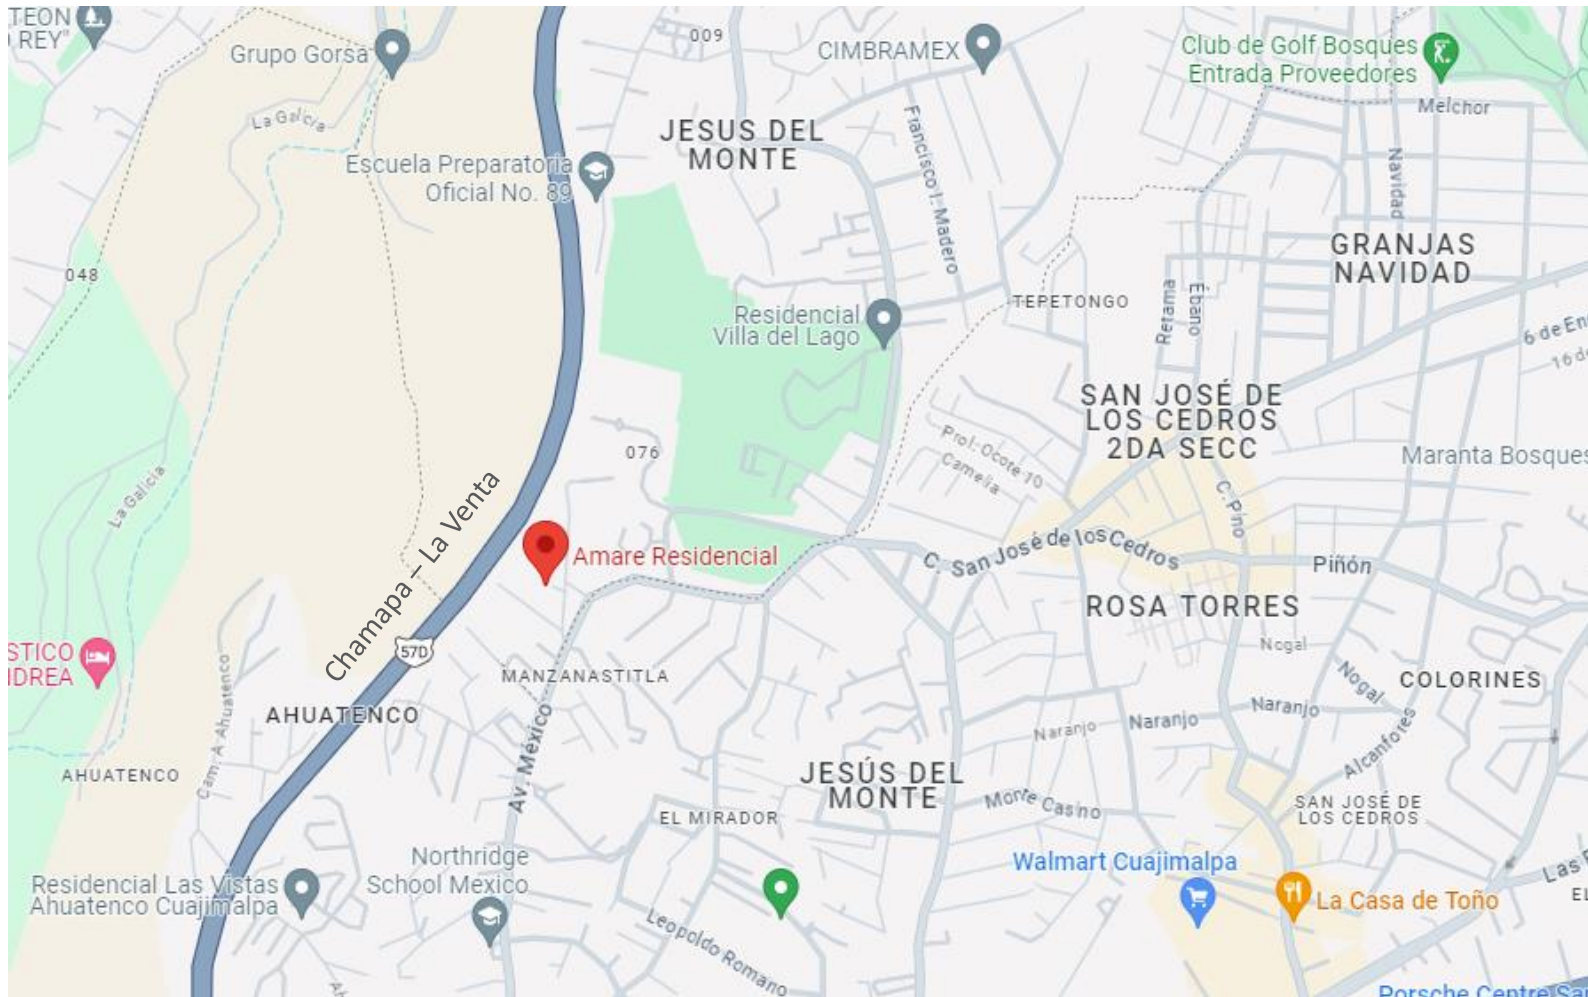 TEON
REY"
Grupo Gorsa
009
CIMBRAMEX
Club de Golf Bosques
Entrada Proveedores
Melchor
La Galicia
JESUS DEL
MONTE
Francisco I. Madero
Escuela Preparatoria
Oficial No. 89
Navidad
GRANJAS
NAVIDAD
048
TEPETONGO
Retama
Ébano
Residencial
Villa del Lago
6 de En
16 de
SAN JOSÉ DE
LOS CEDROS
2DA SECC
076
Prol. Ocote 10
Camelia
Maranta Bosques
La Galicia
C. Pino
Chamapa – La Venta
Amare Residencial
C. San José de los Cedros
Piñón
ROSA TORRES
57D
STICO
NDREA
Nogal
Nogal
MANZANASTITLA
COLORINES
Cam. A Ahuatenco
AHUATENCO
Av. México
Naranjo
Naranjo
Naranjo
Alcanfores
AHUATENCO
JESÚS DEL
MONTE
Monte Casino
SAN JOSÉ DE
LOS CEDROS
EL MIRADOR
Northridge
School Mexico
Walmart Cuajimalpa
Las
EL
Residencial Las Vistas
Ahuatenco Cuajimalpa
La Casa de Toño
Leopoldo Romano
Porsche Centre Sa